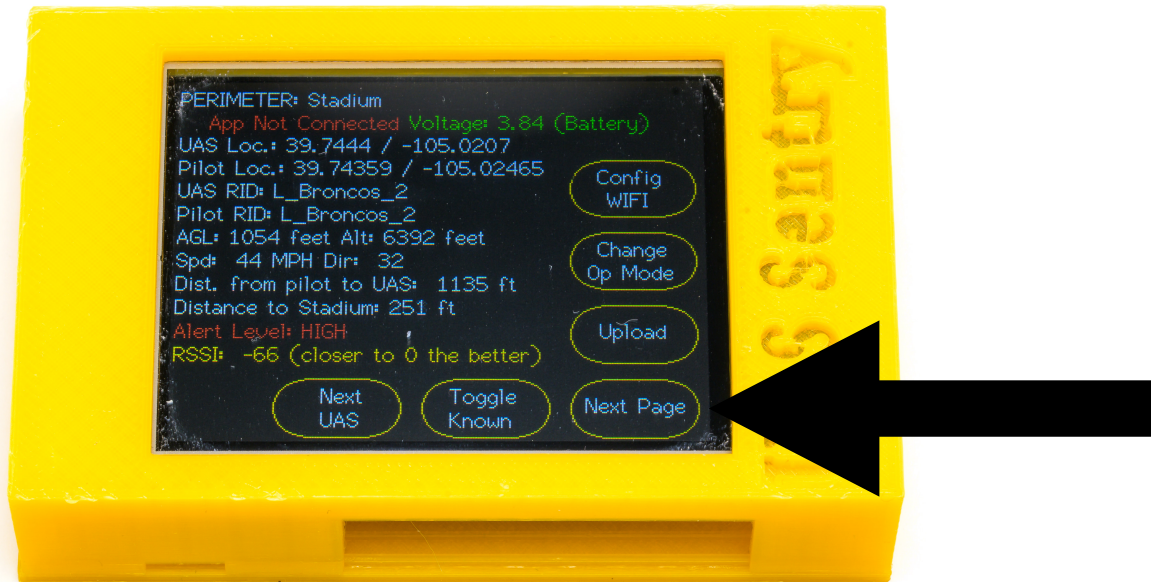 PERIMETER: Stadium
App Not Connected Voltage: 3.84 (Battery)
UAS Loc.: 39.7444 / -105.0207
Pilot Loc.: 39.74359 / -105.02465
UAS RID: L_Broncos_2
Pilot RID: L_Broncos_2
AGL: 1054 feet Alt: 6392 feet
Spd: 44 MPH Dir: 32
Dist. from pilot to UAS: 1135 ft
Distance to Stadium: 251 ft
Alert Level: HIGH
RSSI: -66 (closer to 0 the better)
Config
WIFI
Change
Op Mode
Upload
Next
UAS
Toggle
Known
Next Page
Sentry